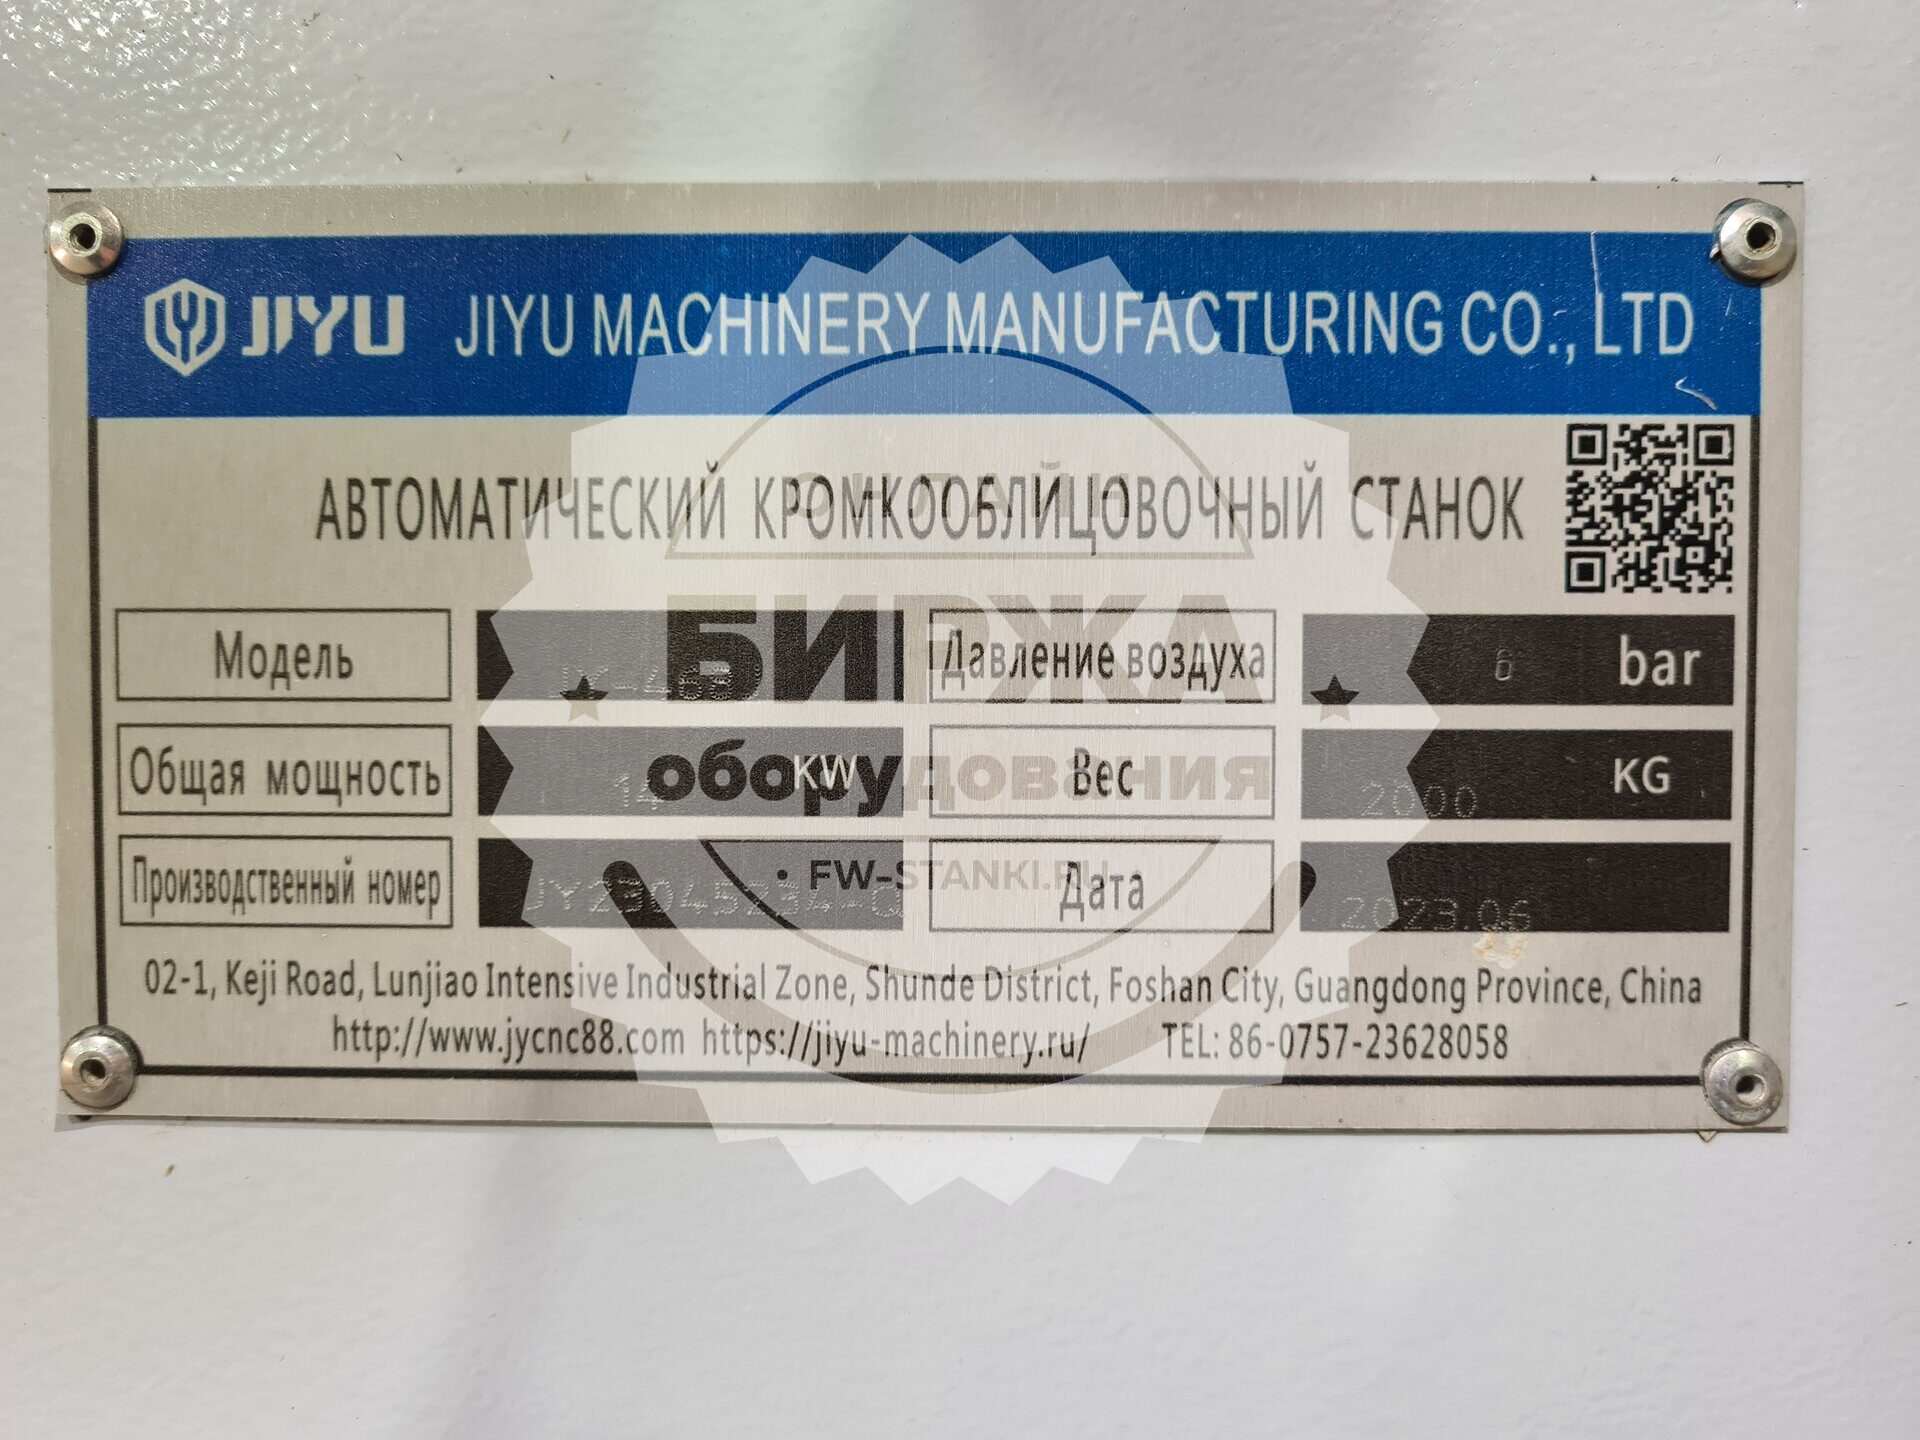 JIYU JIYU MACHINERY MANUFACTURING CO., LTD
АВТОМАТИЧЕСКИЙ КРОМКООБЛИЦОВОЧНЫЙ СТАНОК
ОНЛАЙН
БИРЖА
оборудования
• FW-STANKI.RU •
Модель Давление воздуха 6 bar
Общая мощность 14 KW Вес 2000 KG
Производственный номер Дата 2023.06
02-1, Keji Road, Lunjiao Intensive Industrial Zone, Shunde District, Foshan City, Guangdong Province, China
http://www.jycnc88.com https://jiyu-machinery.ru/ TEL: 86-0757-23628058